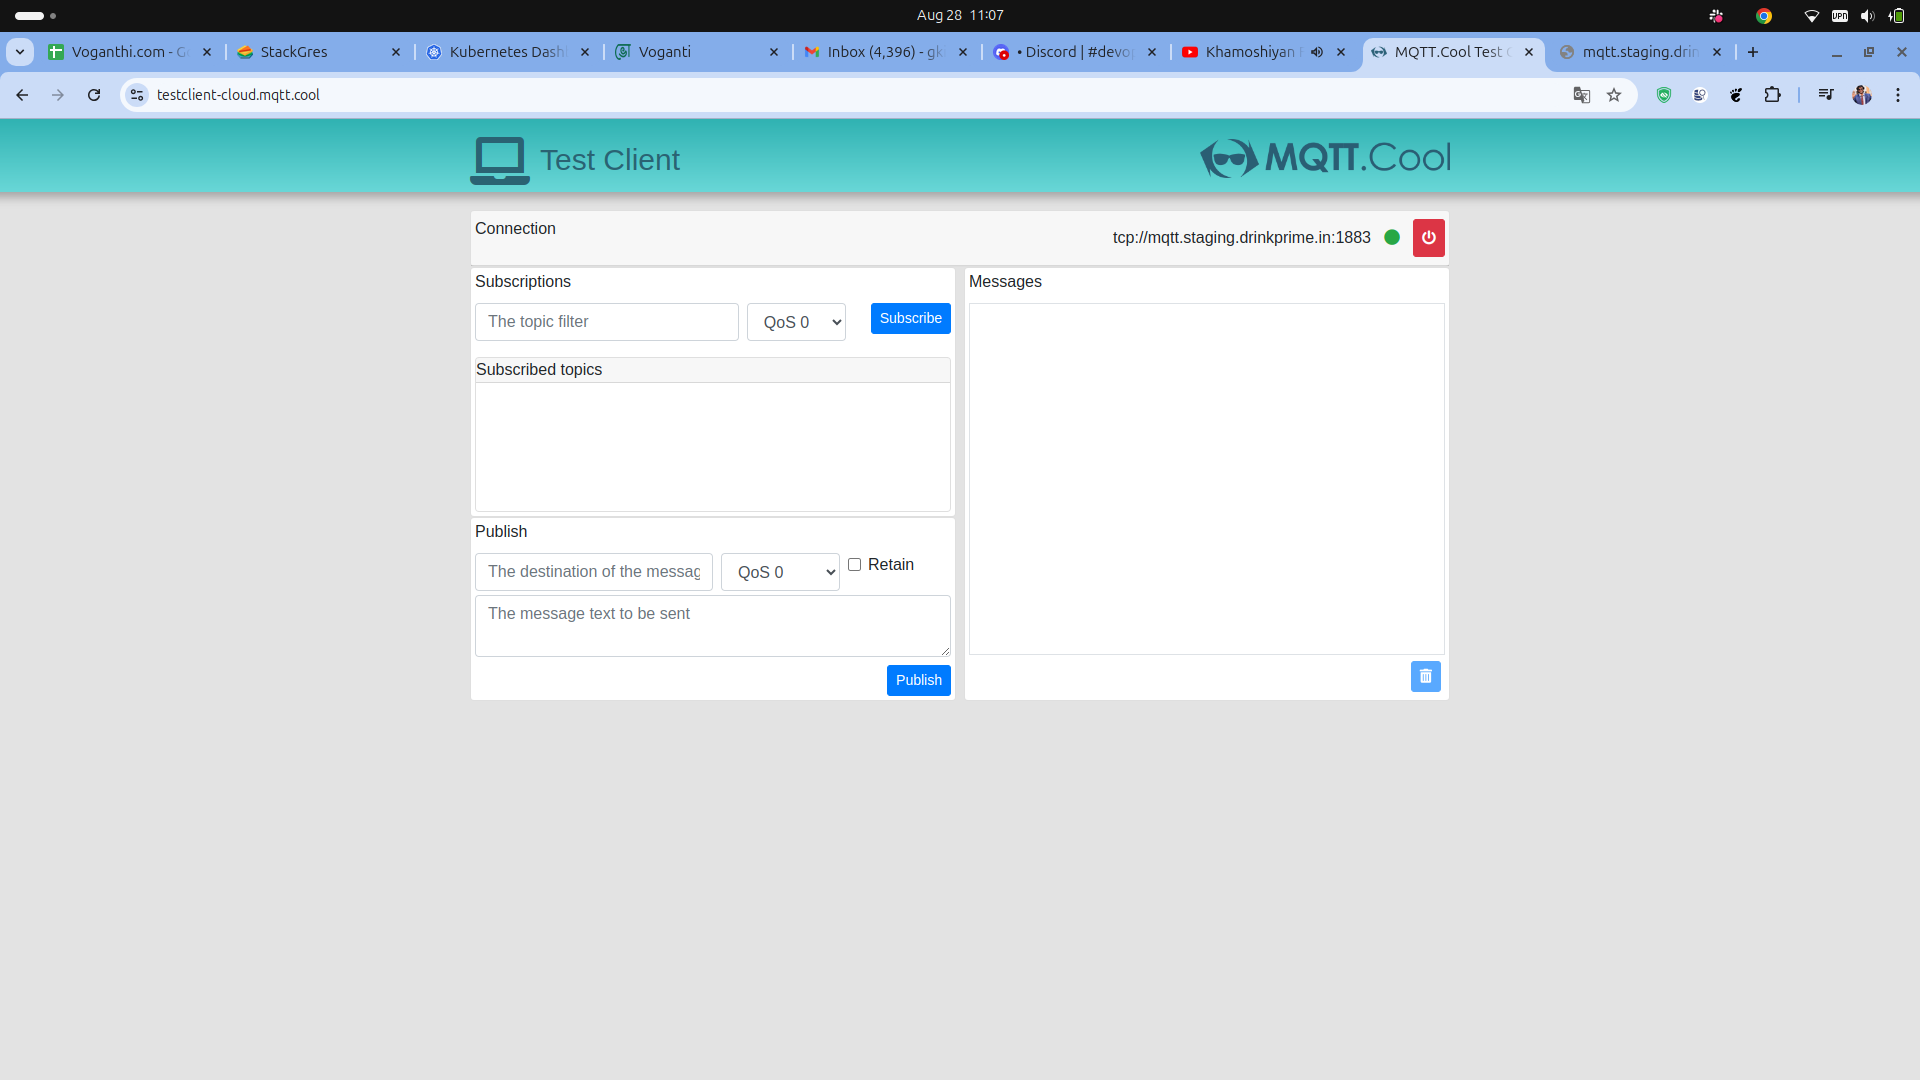 Aug 28 11:07
Voganthi.com - G
StackGres
Kubernetes Dash
Voganti
Inbox (4,396) - gk
• Discord | #devop
Khamoshiyan
MQTT.Cool Test C
mqtt.staging.drin
testclient-cloud.mqtt.cool
VPN
Test Client
MQTT.Cool
Connection
tcp://mqtt.staging.drinkprime.in:1883
Subscriptions
The topic filter
QoS 0
Subscribe
Subscribed topics
Publish
The destination of the messag
QoS 0
Retain
The message text to be sent
Publish
Messages